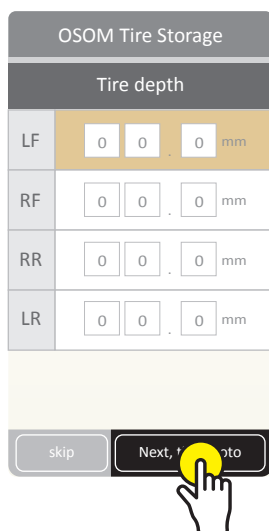 OSOM Tire Storage
Tire depth
LF 0 0 . 0 mm
RF 0 0 . 0 mm
RR 0 0 . 0 mm
LR 0 0 . 0 mm
skip Next,